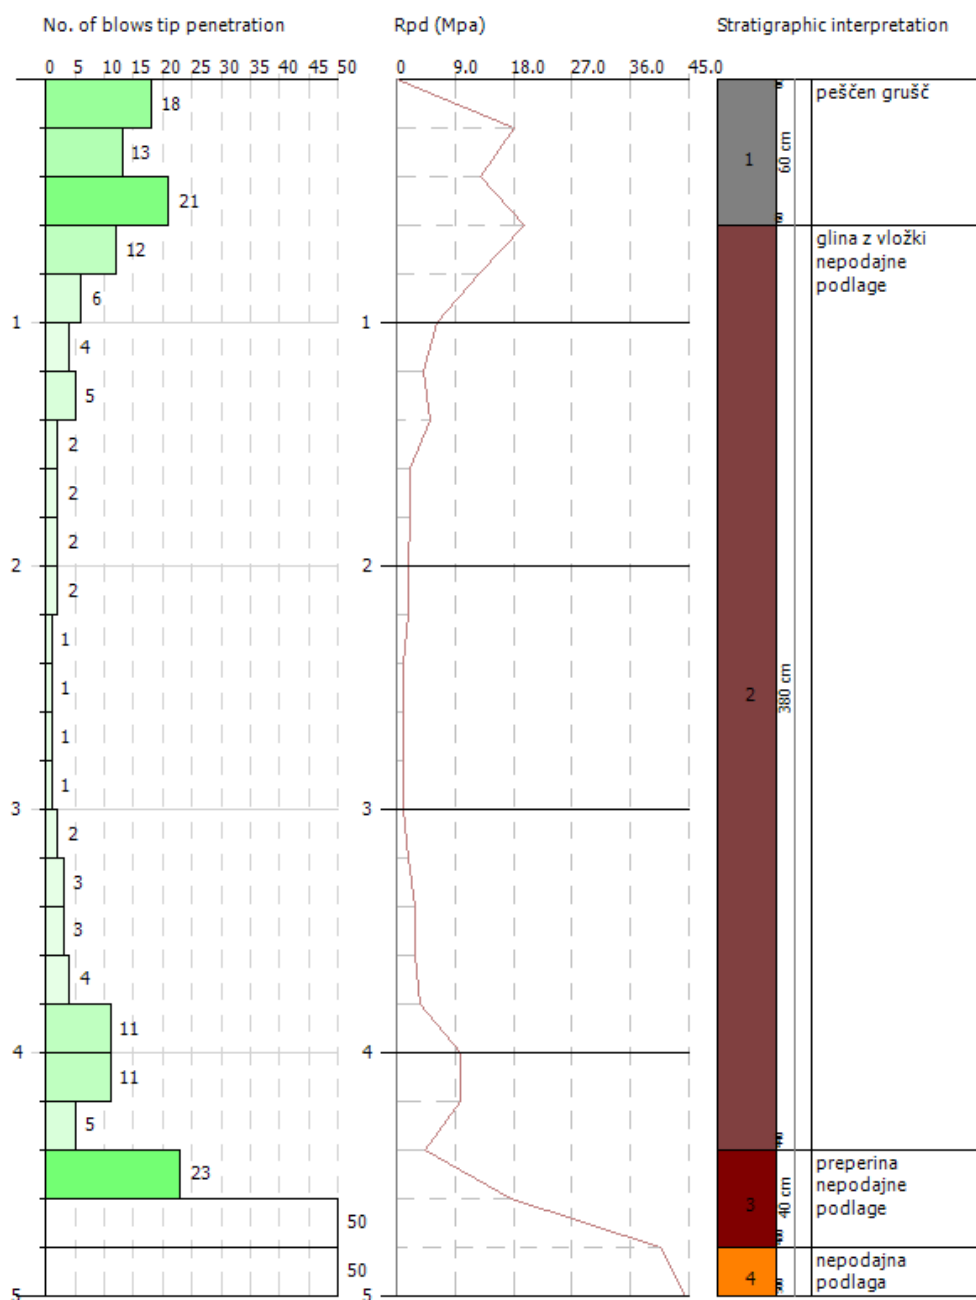 No. of blows tip penetration
Rpd (Mpa)
Stratigraphic interpretation
0 5 10 15 20 25 30 35 40 45 50
0 9.0 18.0 27.0 36.0 45.0
18
13
21
12
6
1
4
5
2
2
2
2
2
1
1
1
1
3
2
3
3
4
11
4
11
5
23
50
50
5
1
2
3
4
5
1
60 cm
peščen grušč
2
380 cm
glina z vložki
nepodajne
podlage
3
40 cm
preperina
nepodajne
podlage
4
nepodajna
podlaga